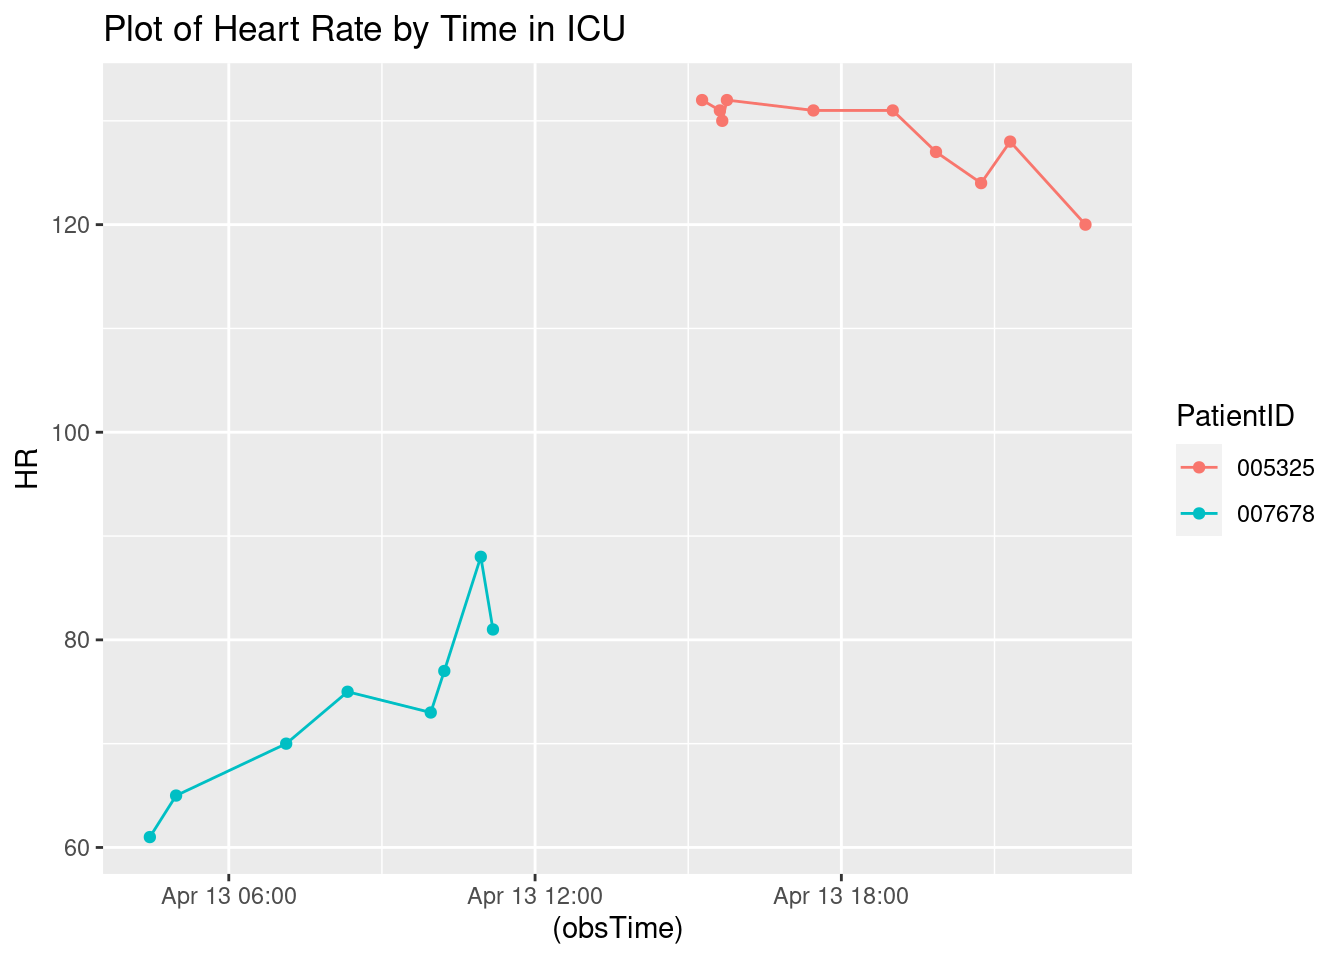 Plot of Heart Rate by Time in ICU
120
100
80
60
HR
Apr 13 06:00
Apr 13 12:00
Apr 13 18:00
(obsTime)
PatientID
005325
007678